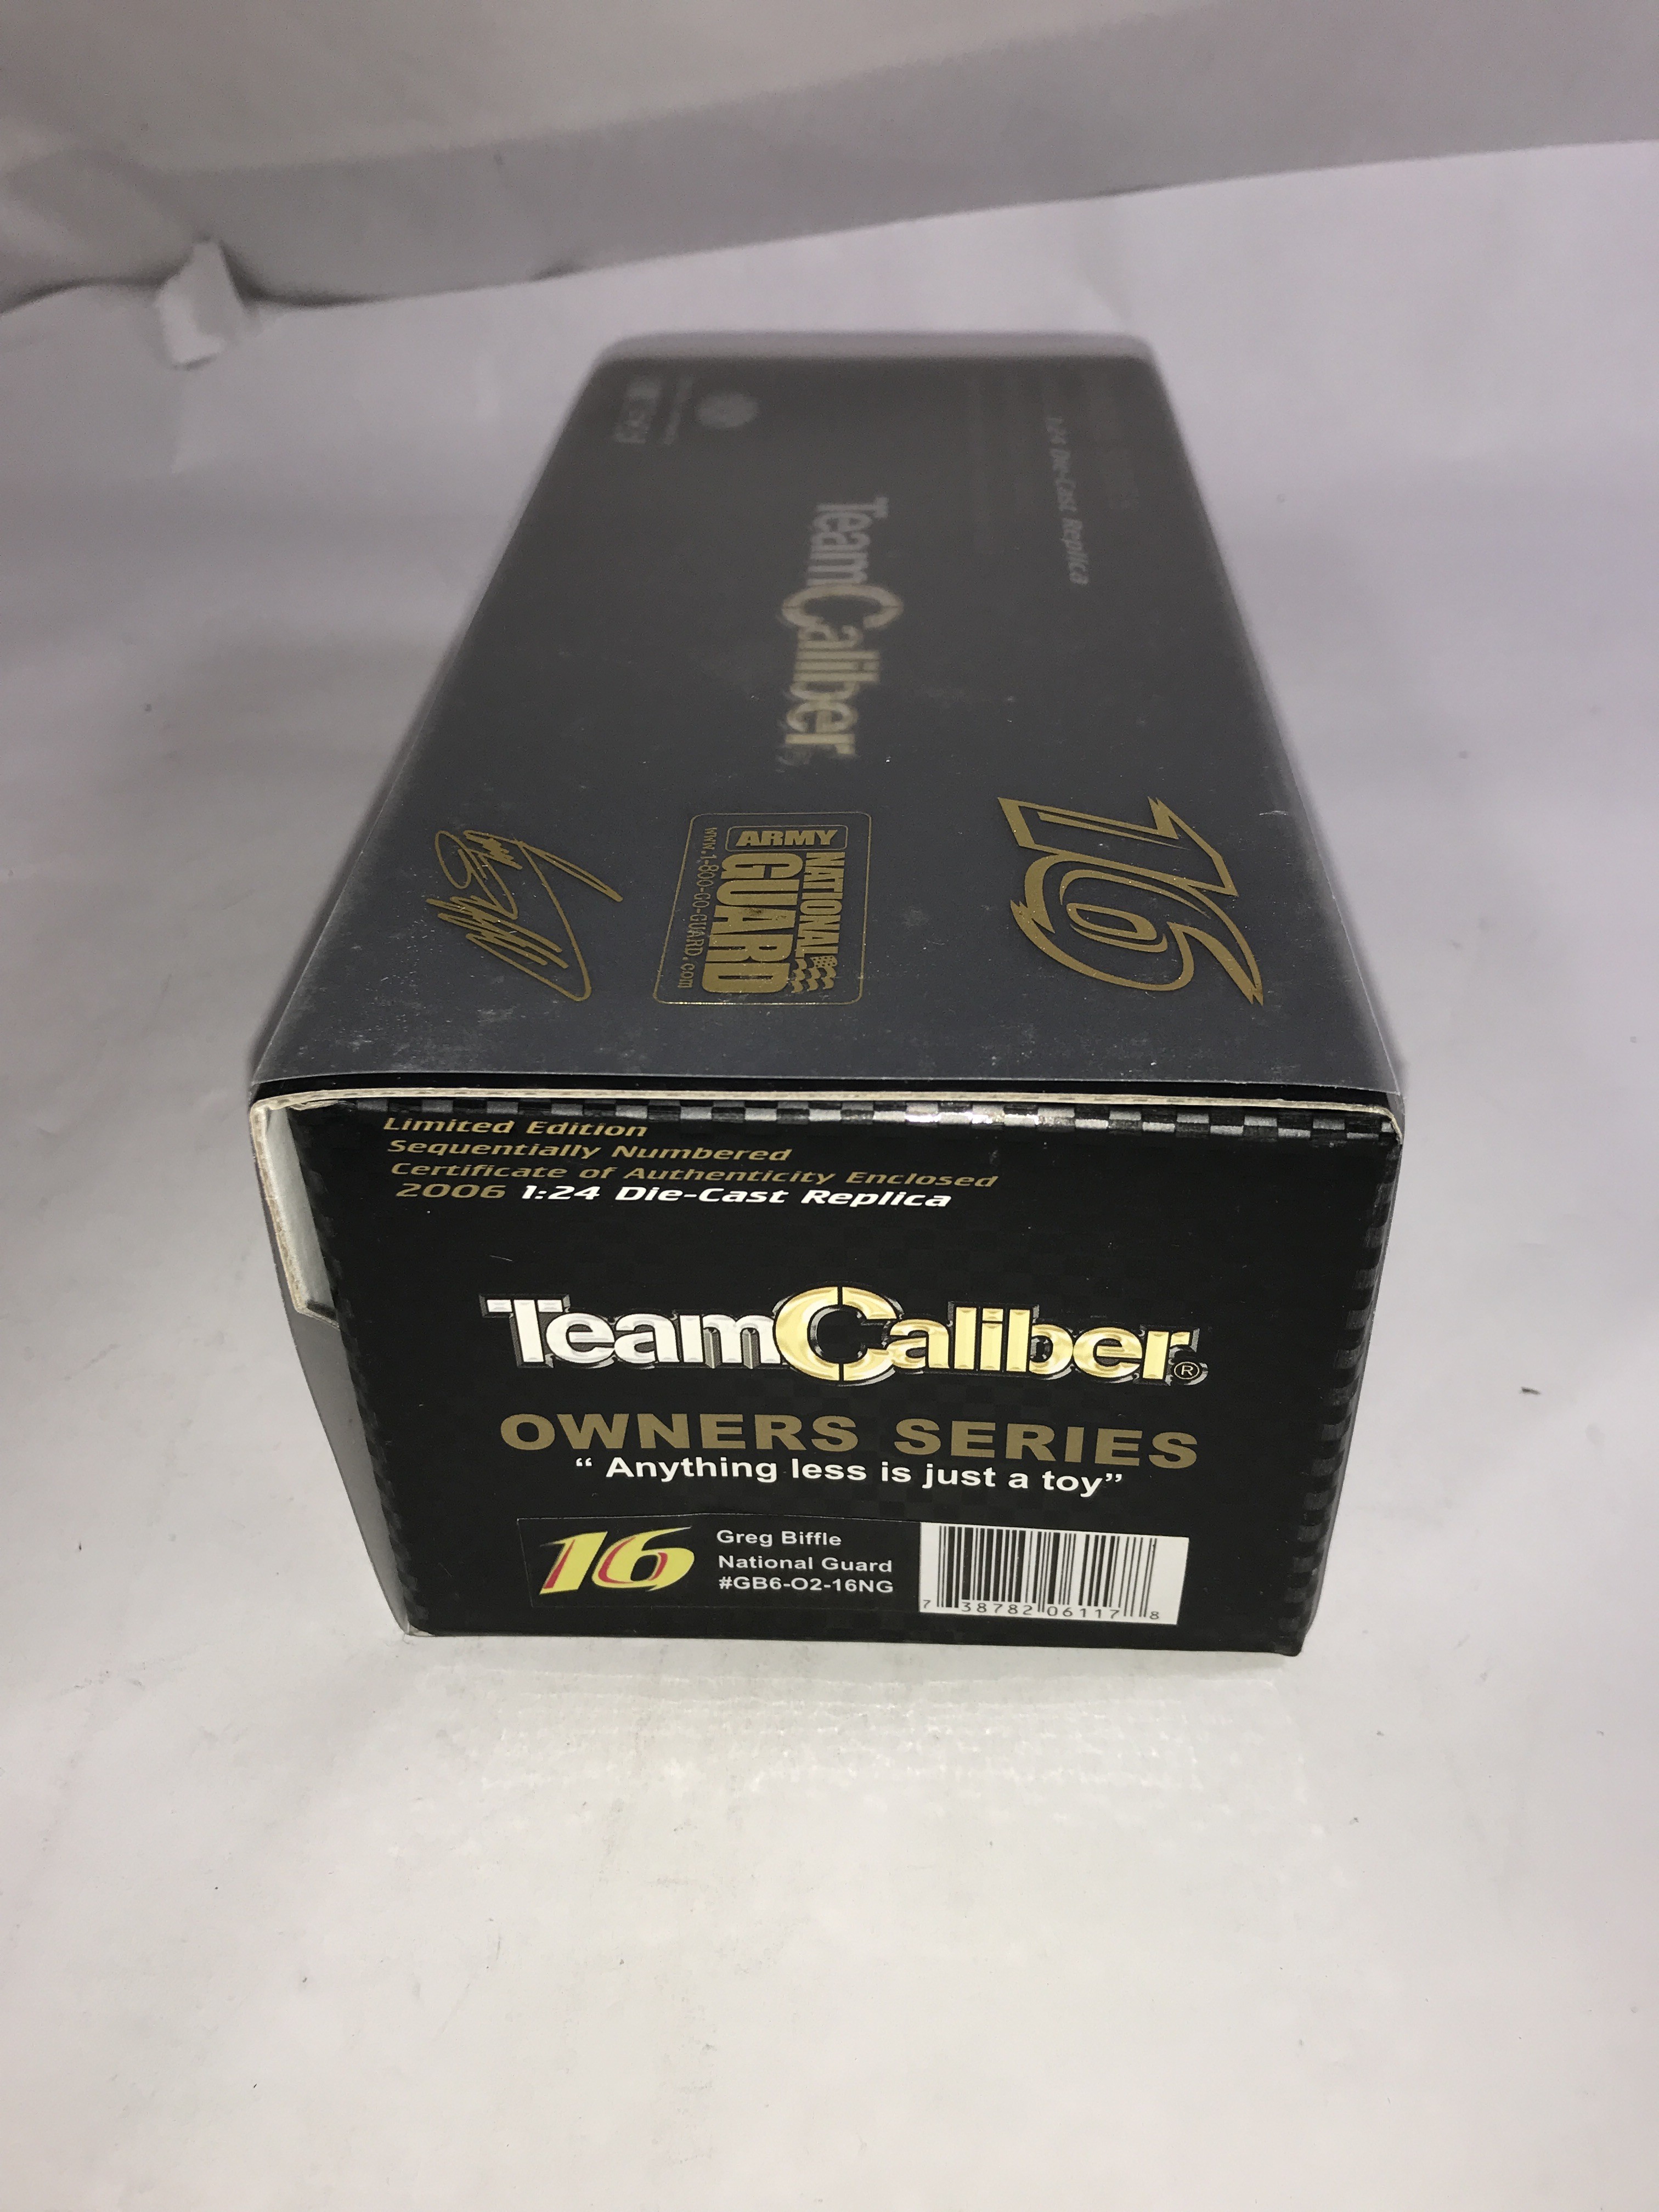 1:24 Die-Cast Replica
TeamCaliber
16
ARMY
NATIONAL
GUARD
www.1-800-GO-GUARD.com
Limited Edition
Sequentially Numbered
Certificate of Authenticity Enclosed
2006 1:24 Die-Cast Replica
TeamCaliber®
OWNERS SERIES
“ Anything less is just a toy”
16
Greg Biffle
National Guard
#GB6-O2-16NG
7 38782 06117 8